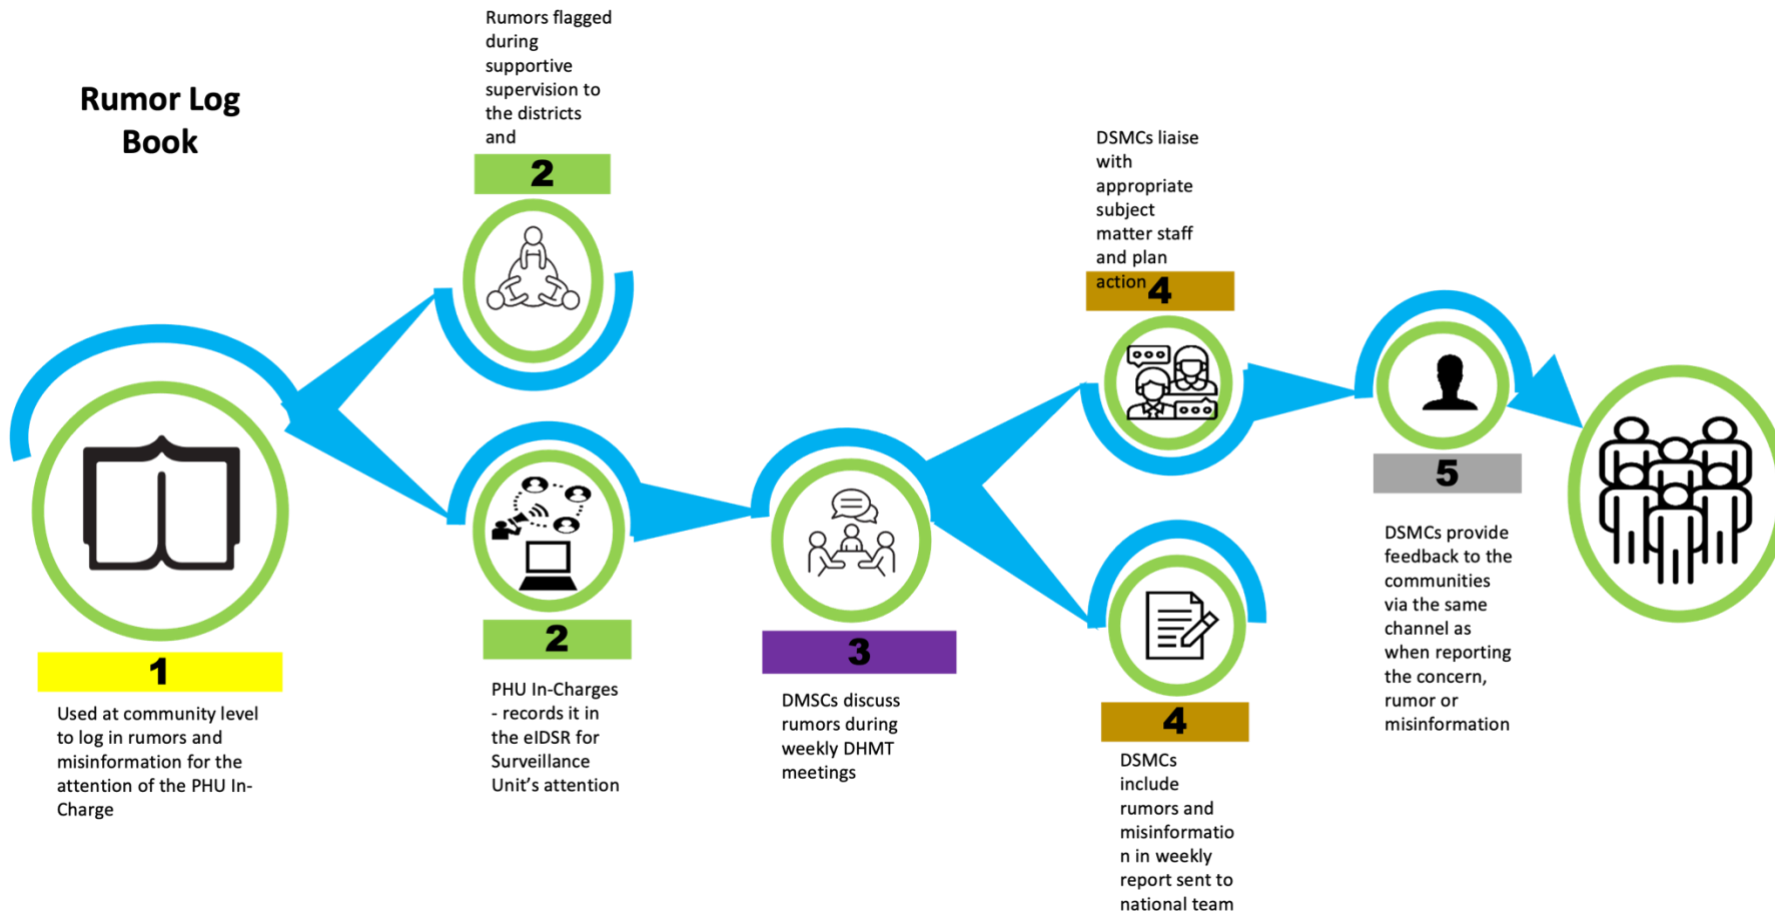 Rumor Log
Book
1
Used at community level
to log in rumors and
misinformation for the
attention of the PHU In-
Charge
Rumors flagged
during
supportive
supervision to
the districts
and
2
2
PHU In-Charges
- records it in
the eIDSR for
Surveillance
Unit's attention
3
DMSCs discuss
rumors during
weekly DHMT
meetings
DSMCs liaise
with
appropriate
subject
matter staff
and plan
action
4
4
DSMCs
include
rumors and
misinformatio
n in weekly
report sent to
national team
5
DSMCs provide
feedback to the
communities
via the same
channel as
when reporting
the concern,
rumor or
misinformation